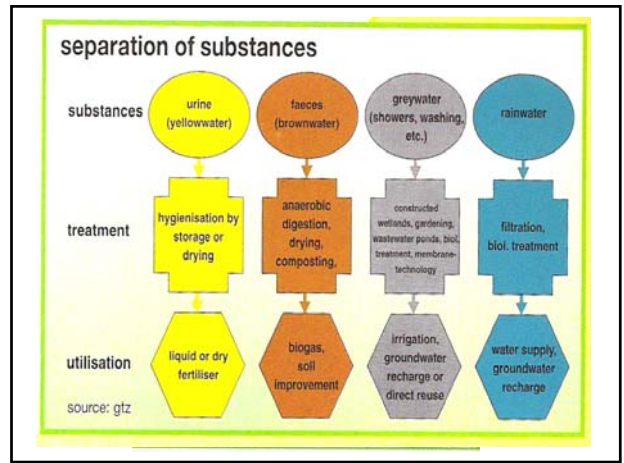 separation of substances
substances
urine
(yellowwater)
faeces
(brownwater)
greywater
(showers, washing,
etc.)
rainwater
treatment
hygienisation by
storage or
drying
anaerobic
digestion,
drying,
composting,
constructed
wetlands, gardening,
wastewater ponds, biol.
treatment, membrane-
technology
filtration,
biol. treatment
utilisation
liquid or dry
fertiliser
biogas,
soil
improvement
irrigation,
groundwater
recharge or
direct reuse
water supply,
groundwater
recharge
source: gtz